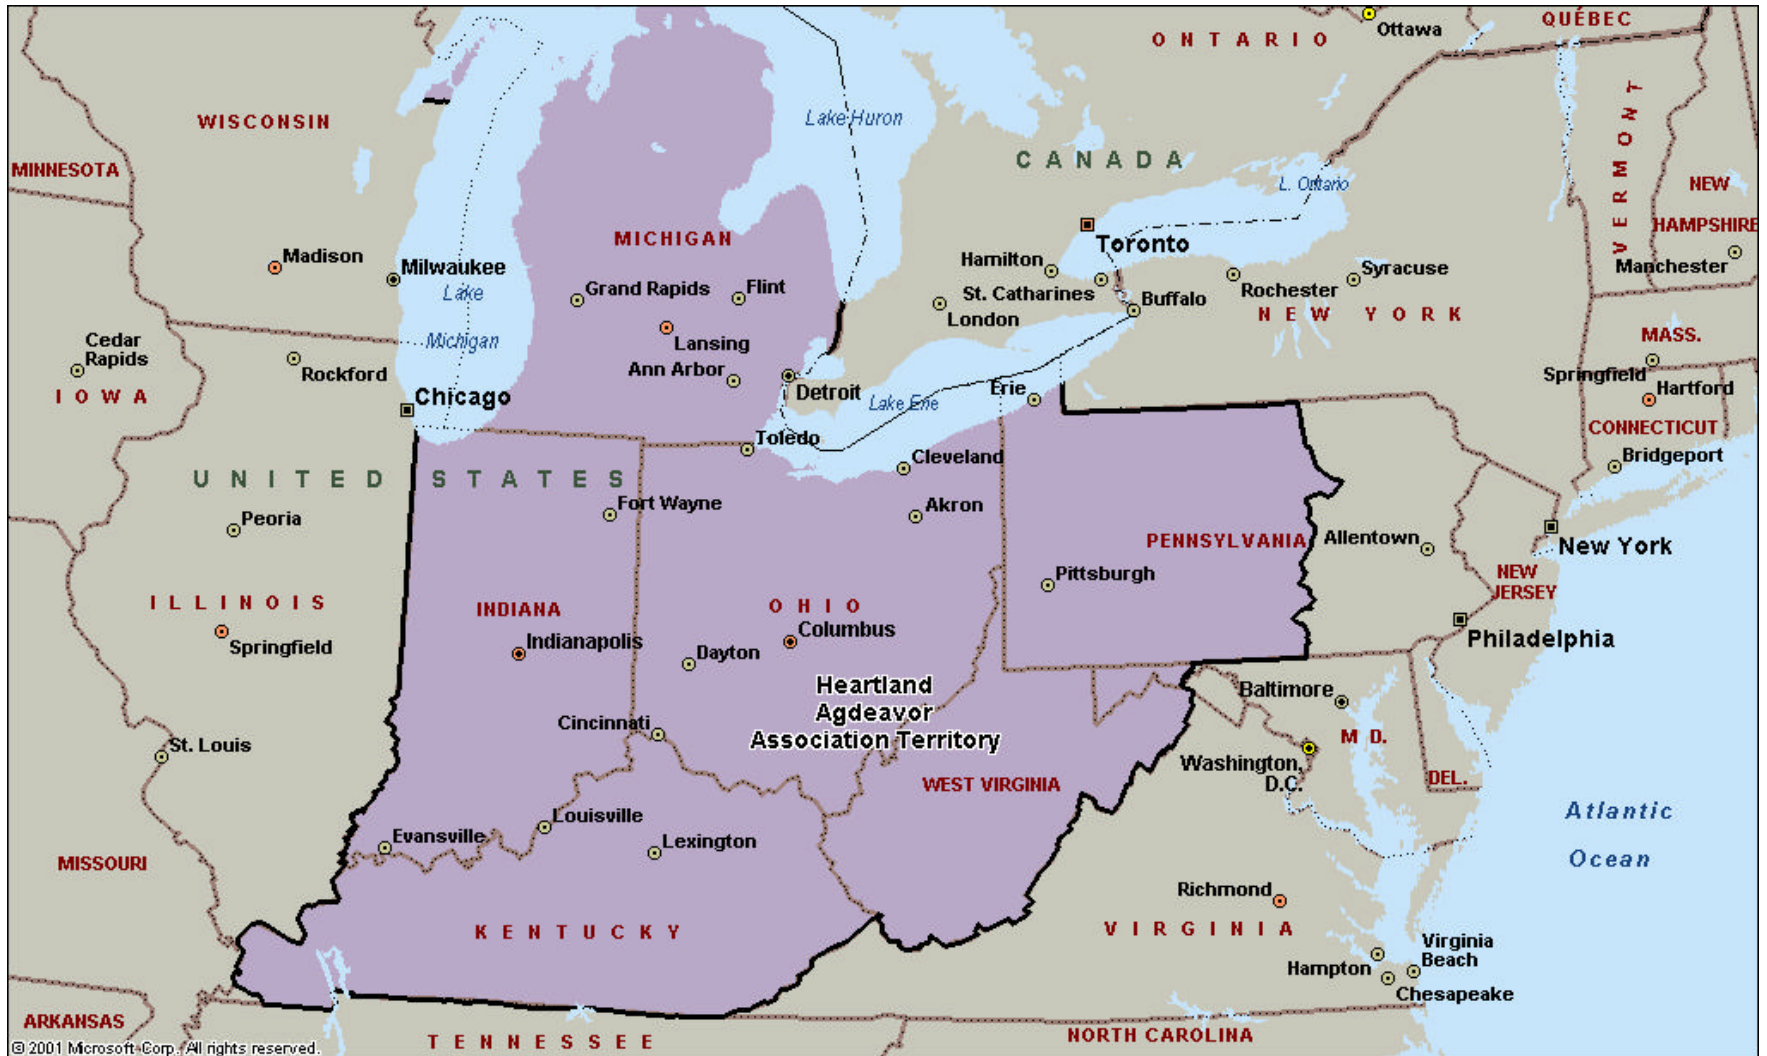 QUÉBEC
Ottawa
ONTARIO
VERMONT
Lake Huron
WISCONSIN
CANADA
MINNESOTA
L. Ontario
NEW
HAMPSHIRE
MICHIGAN
Toronto
Madison
Milwaukee
Hamilton
Syracuse
Manchester
Lake
Michigan
Grand Rapids
Flint
St. Catharines
Buffalo
Rochester
London
NEW YORK
Cedar
Rapids
Lansing
MASS.
Rockford
Ann Arbor
Detroit
Erie
Springfield
Hartford
IOWA
Chicago
Lake Erie
CONNECTICUT
Toledo
Cleveland
Bridgeport
UNITED STATES
Fort Wayne
Akron
Peoria
PENNSYLVANIA
Allentown
New York
Pittsburgh
NEW
JERSEY
ILLINOIS
INDIANA
OHIO
Columbus
Springfield
Indianapolis
Dayton
Philadelphia
Heartland
Agdeavor
Association Territory
Baltimore
Cincinnati
St. Louis
M D.
Washington,
D.C.
DEL.
WEST VIRGINIA
Atlantic
Ocean
Louisville
Evansville
Lexington
MISSOURI
Richmond
VIRGINIA
KENTUCKY
Virginia
Beach
Hampton
Chesapeake
ARKANSAS
TENNESSEE
NORTH CAROLINA
© 2001 Microsoft Corp. All rights reserved.